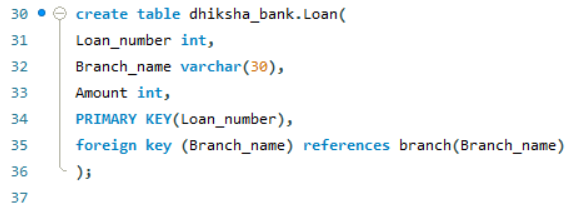 30 create table dhiksha_bank.Loan(
31 Loan_number int,
32 Branch_name varchar(30),
33 Amount int,
34 PRIMARY KEY(Loan_number),
35 foreign key (Branch_name) references branch(Branch_name)
36 );
37